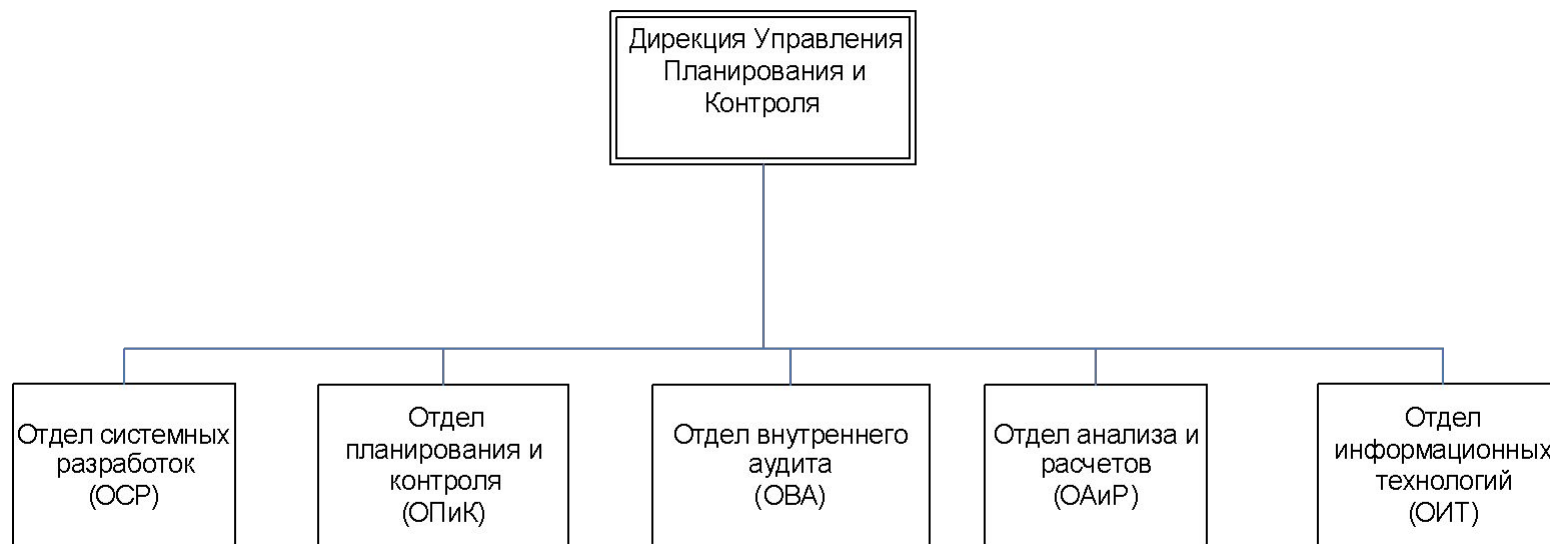 Дирекция Управления
Планирования и
Контроля
Отдел системных
разработок
(ОСР)
Отдел
планирования и
контроля
(ОПиК)
Отдел внутреннего
аудита
(ОВА)
Отдел анализа и
расчетов
(ОАиР)
Отдел
информационных
технологий
(ОИТ)